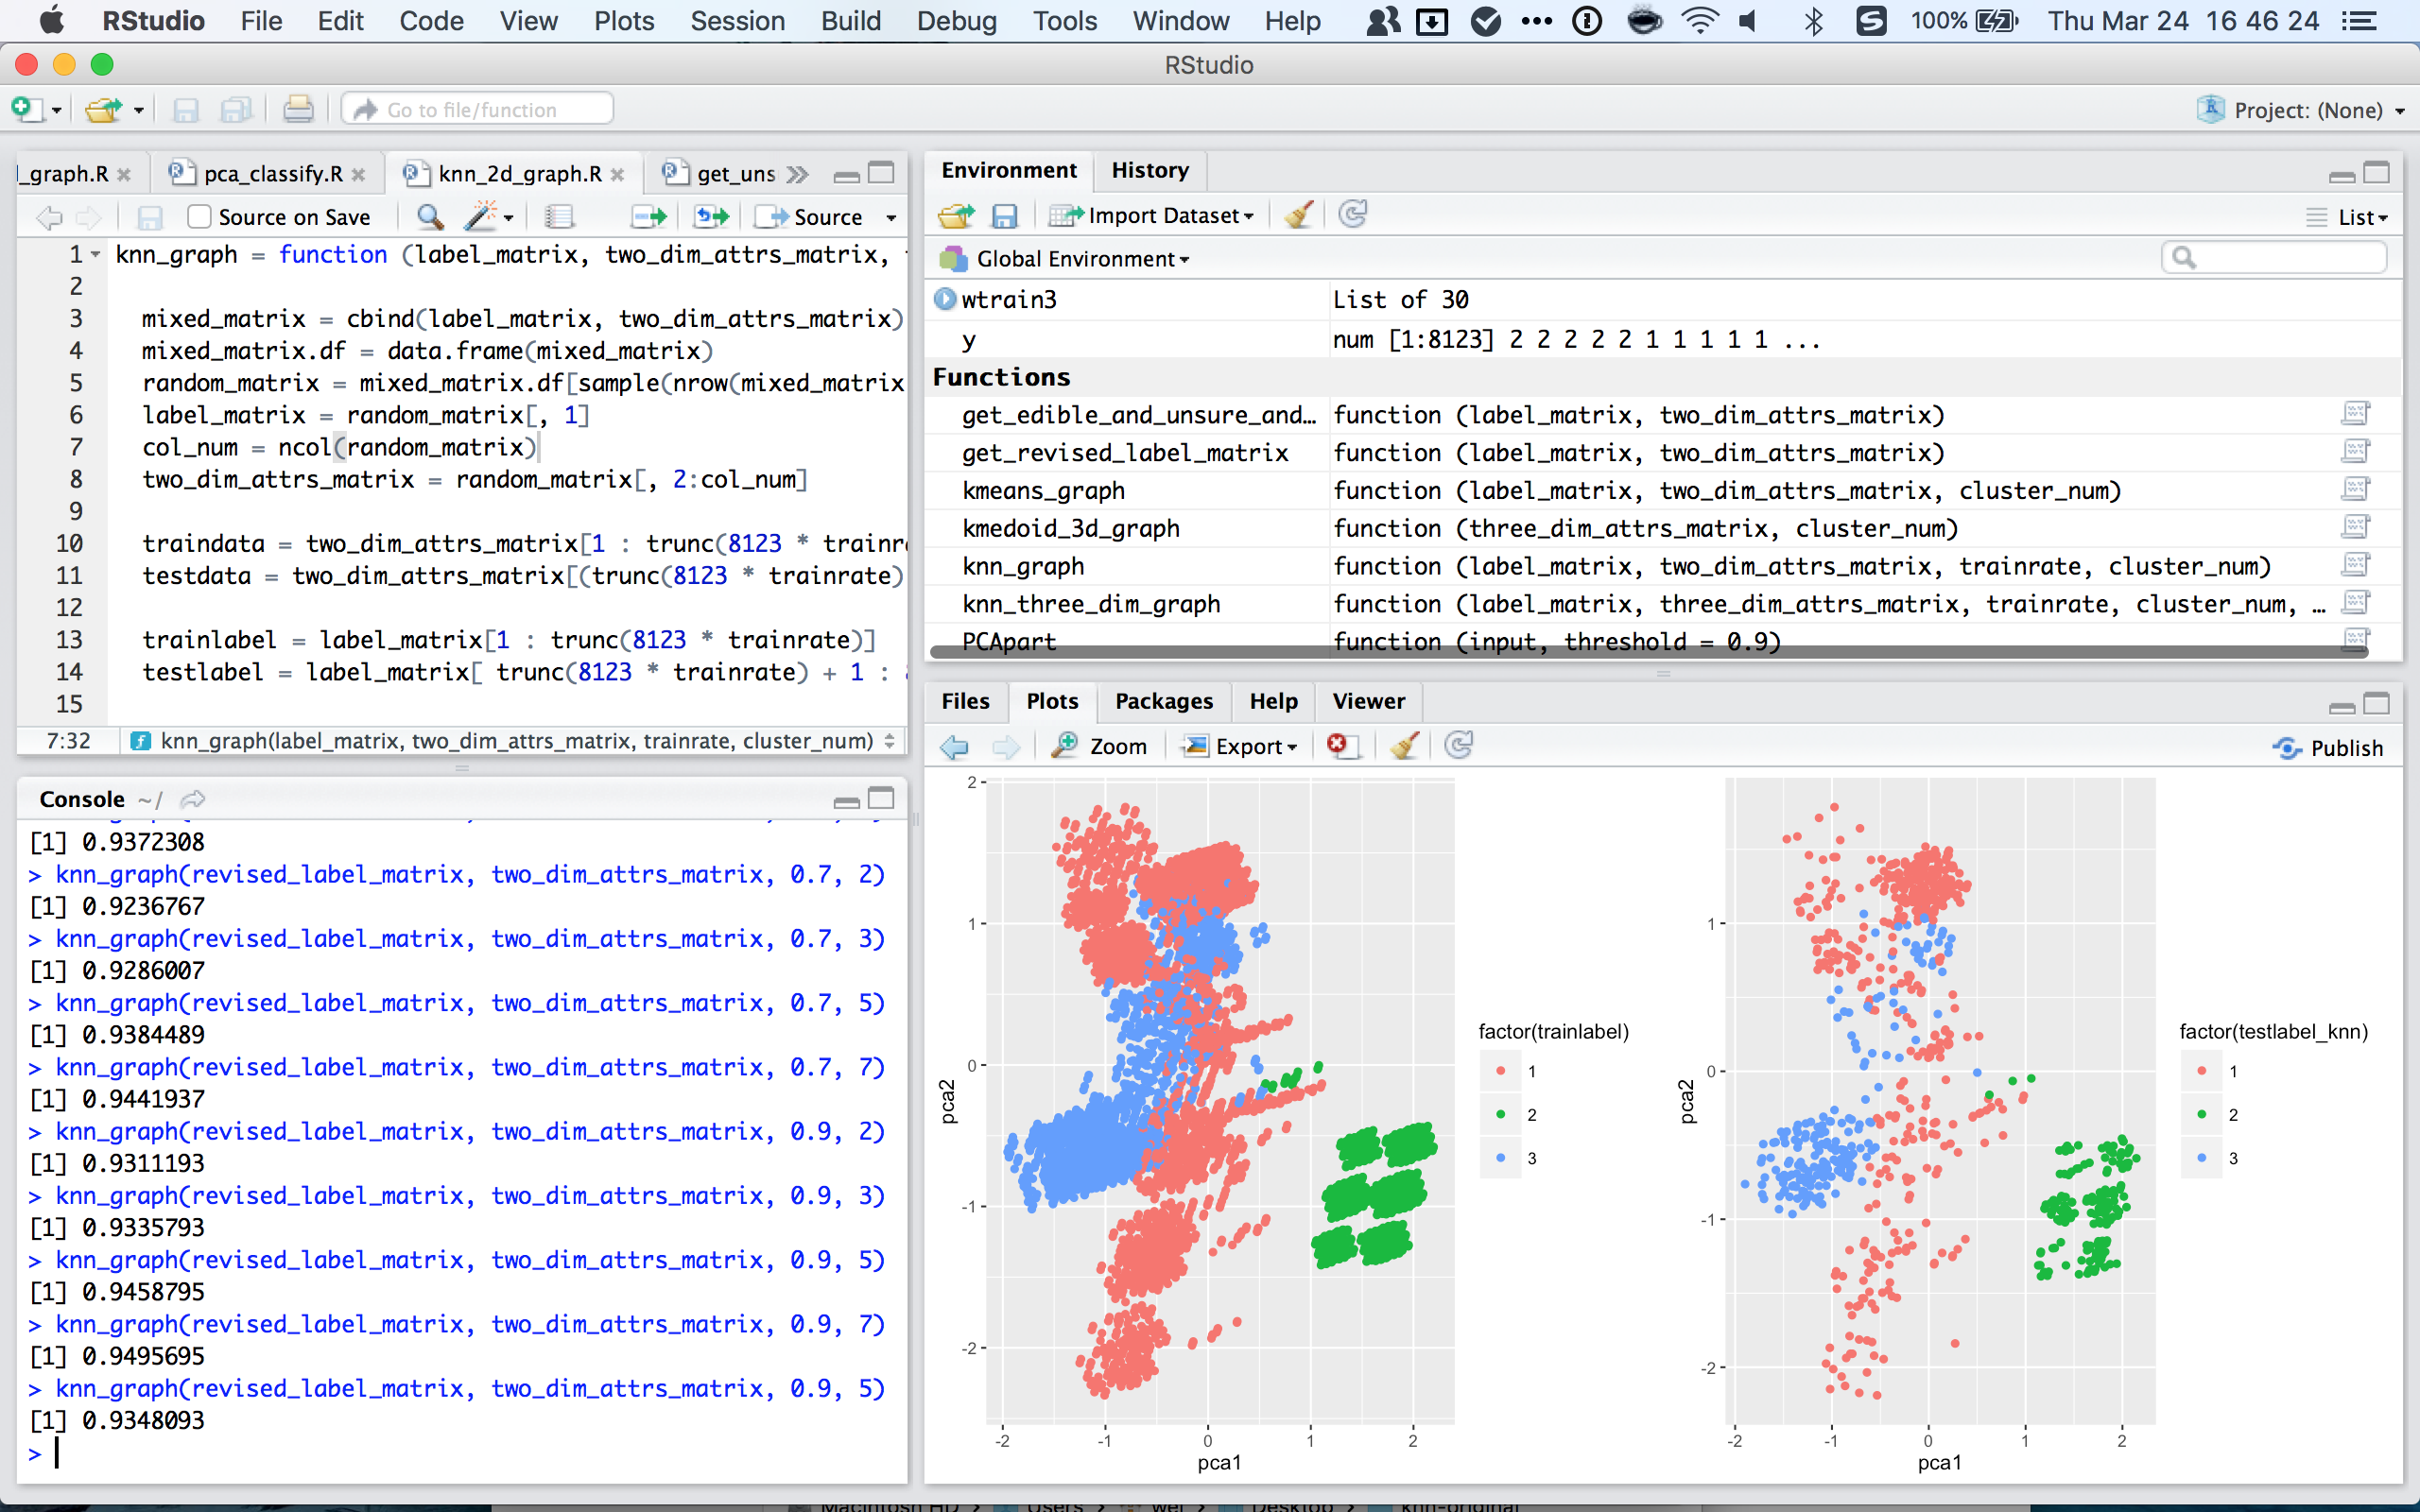 RStudio File Edit Code View Plots Session Build Debug Tools Window Help 100% Thu Mar 24 16 46 24
RStudio
Go to file/function
Project: (None)
l_graph.R pca_classify.R knn_2d_graph.R get_uns
Source on Save Source
1 knn_graph = function (label_matrix, two_dim_attrs_matrix,
2
3 mixed_matrix = cbind(label_matrix, two_dim_attrs_matrix)
4 mixed_matrix.df = data.frame(mixed_matrix)
5 random_matrix = mixed_matrix.df[sample(nrow(mixed_matrix
6 label_matrix = random_matrix[, 1]
7 col_num = ncol(random_matrix)
8 two_dim_attrs_matrix = random_matrix[, 2:col_num]
9
10 traindata = two_dim_attrs_matrix[1 : trunc(8123 * trainr
11 testdata = two_dim_attrs_matrix[(trunc(8123 * trainrate)
12
13 trainlabel = label_matrix[1 : trunc(8123 * trainrate)]
14 testlabel = label_matrix[ trunc(8123 * trainrate) + 1 :
15
7:32 knn_graph(label_matrix, two_dim_attrs_matrix, trainrate, cluster_num)
Console ~/
[1] 0.9372308
> knn_graph(revised_label_matrix, two_dim_attrs_matrix, 0.7, 2)
[1] 0.9236767
> knn_graph(revised_label_matrix, two_dim_attrs_matrix, 0.7, 3)
[1] 0.9286007
> knn_graph(revised_label_matrix, two_dim_attrs_matrix, 0.7, 5)
[1] 0.9384489
> knn_graph(revised_label_matrix, two_dim_attrs_matrix, 0.7, 7)
[1] 0.9441937
> knn_graph(revised_label_matrix, two_dim_attrs_matrix, 0.9, 2)
[1] 0.9311193
> knn_graph(revised_label_matrix, two_dim_attrs_matrix, 0.9, 3)
[1] 0.9335793
> knn_graph(revised_label_matrix, two_dim_attrs_matrix, 0.9, 5)
[1] 0.9458795
> knn_graph(revised_label_matrix, two_dim_attrs_matrix, 0.9, 7)
[1] 0.9495695
> knn_graph(revised_label_matrix, two_dim_attrs_matrix, 0.9, 5)
[1] 0.9348093
>
Environment History
Import Dataset List
Global Environment
wtrain3 List of 30
y num [1:8123] 2 2 2 2 2 1 1 1 1 1 ...
Functions
get_edible_and_unsure_and… function (label_matrix, two_dim_attrs_matrix)
get_revised_label_matrix function (label_matrix, two_dim_attrs_matrix)
kmeans_graph function (label_matrix, two_dim_attrs_matrix, cluster_num)
kmedoid_3d_graph function (three_dim_attrs_matrix, cluster_num)
knn_graph function (label_matrix, two_dim_attrs_matrix, trainrate, cluster_num)
knn_three_dim_graph function (label_matrix, three_dim_attrs_matrix, trainrate, cluster_num, …
PCApart function (input, threshold = 0.9)
Files Plots Packages Help Viewer
Zoom Export Publish
2
1
0
-1
-2
pca2
-2 -1 0 1 2
pca1
factor(trainlabel)
1
2
3
1
0
-1
-2
pca2
-2 -1 0 1 2
pca1
factor(testlabel_knn)
1
2
3
Macintosh HD Users wei Desktop knn-original